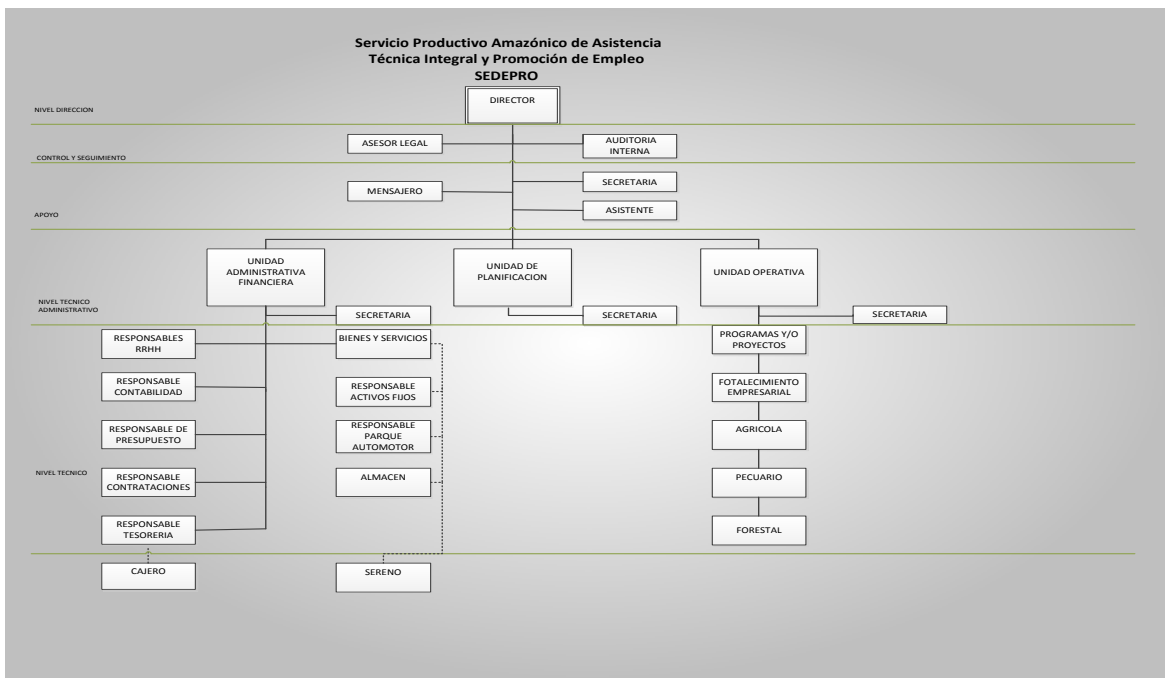 Servicio Productivo Amazónico de Asistencia
Técnica Integral y Promoción de Empleo
SEDEPRO
DIRECTOR
NIVEL DIRECCION
ASESOR LEGAL
AUDITORIA
INTERNA
CONTROL Y SEGUIMIENTO
SECRETARIA
MENSAJERO
ASISTENTE
APOYO
UNIDAD
ADMINISTRATIVA
FINANCIERA
UNIDAD DE
PLANIFICACION
UNIDAD OPERATIVA
NIVEL TECNICO
ADMINISTRATIVO
SECRETARIA
SECRETARIA
SECRETARIA
RESPONSABLES
RRHH
BIENES Y SERVICIOS
PROGRAMAS Y/O
PROYECTOS
RESPONSABLE
CONTABILIDAD
RESPONSABLE
ACTIVOS FIJOS
FOTALECIMIENTO
EMPRESARIAL
RESPONSABLE DE
PRESUPUESTO
RESPONSABLE
PARQUE
AUTOMOTOR
AGRICOLA
NIVEL TECNICO
RESPONSABLE
CONTRATACIONES
ALMACEN
PECUARIO
RESPONSABLE
TESORERIA
FORESTAL
CAJERO
SERENO